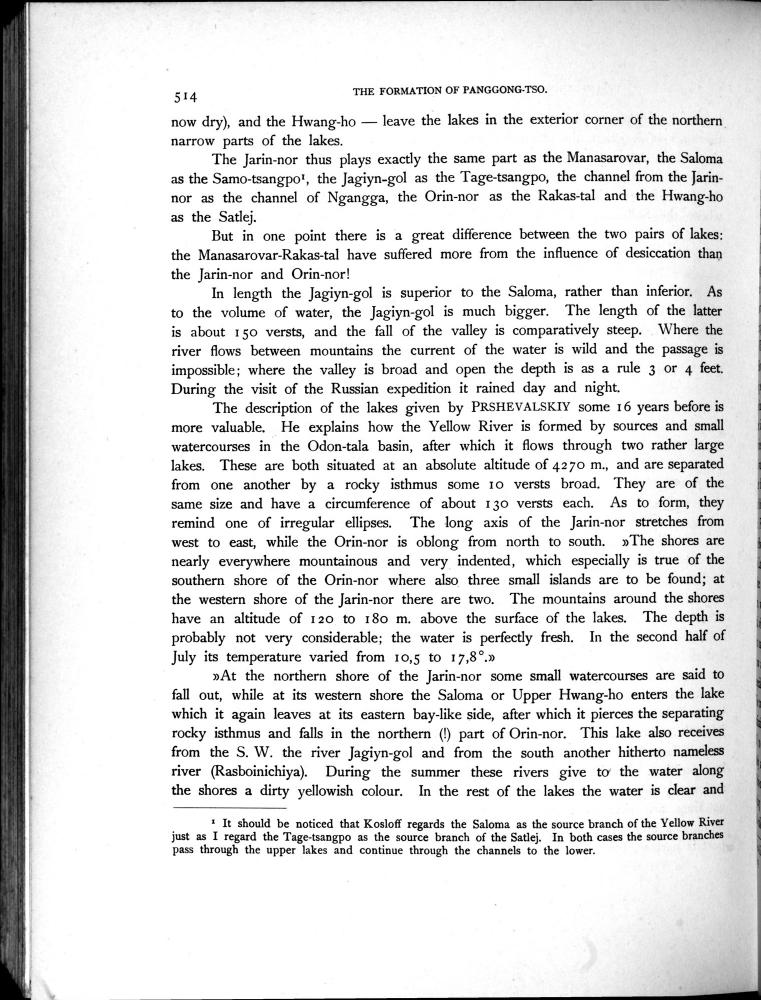 514
THE FORMATION OF PANGGONG-TSO.
now dry), and the Hwang-ho — leave the lakes in the exterior corner of the northern
narrow parts of the lakes.
The Jarin-nor thus plays exactly the same part as the Manasarovar, the Saloma
as the Samo-tsangpo¹, the Jagiyn-gol as the Tage-tsangpo, the channel from the Jarin-
nor as the channel of Ngangga, the Orin-nor as the Rakas-tal and the Hwang-ho
as the Satlej.
But in one point there is a great difference between the two pairs of lakes:
the Manasarovar-Rakas-tal have suffered more from the influence of desiccation than
the Jarin-nor and Orin-nor!
In length the Jagiyn-gol is superior to the Saloma, rather than inferior. As
to the volume of water, the Jagiyn-gol is much bigger. The length of the latter
is about 150 versts, and the fall of the valley is comparatively steep. Where the
river flows between mountains the current of the water is wild and the passage is
impossible; where the valley is broad and open the depth is as a rule 3 or 4 feet.
During the visit of the Russian expedition it rained day and night.
The description of the lakes given by PRSHEVALSKIY some 16 years before is
more valuable. He explains how the Yellow River is formed by sources and small
watercourses in the Odon-tala basin, after which it flows through two rather large
lakes. These are both situated at an absolute altitude of 4270 m., and are separated
from one another by a rocky isthmus some 10 versts broad. They are of the
same size and have a circumference of about 130 versts each. As to form, they
remind one of irregular ellipses. The long axis of the Jarin-nor stretches from
west to east, while the Orin-nor is oblong from north to south. »The shores are
nearly everywhere mountainous and very indented, which especially is true of the
southern shore of the Orin-nor where also three small islands are to be found; at
the western shore of the Jarin-nor there are two. The mountains around the shores
have an altitude of 120 to 180 m. above the surface of the lakes. The depth is
probably not very considerable; the water is perfectly fresh. In the second half of
July its temperature varied from 10,5 to 17,8°.»
»At the northern shore of the Jarin-nor some small watercourses are said to
fall out, while at its western shore the Saloma or Upper Hwang-ho enters the lake
which it again leaves at its eastern bay-like side, after which it pierces the separating
rocky isthmus and falls in the northern (!) part of Orin-nor. This lake also receives
from the S. W. the river Jagiyn-gol and from the south another hitherto nameless
river (Rasboinichiya). During the summer these rivers give to the water along
the shores a dirty yellowish colour. In the rest of the lakes the water is clear and
¹ It should be noticed that Kosloff regards the Saloma as the source branch of the Yellow River
just as I regard the Tage-tsangpo as the source branch of the Satlej. In both cases the source branches
pass through the upper lakes and continue through the channels to the lower.